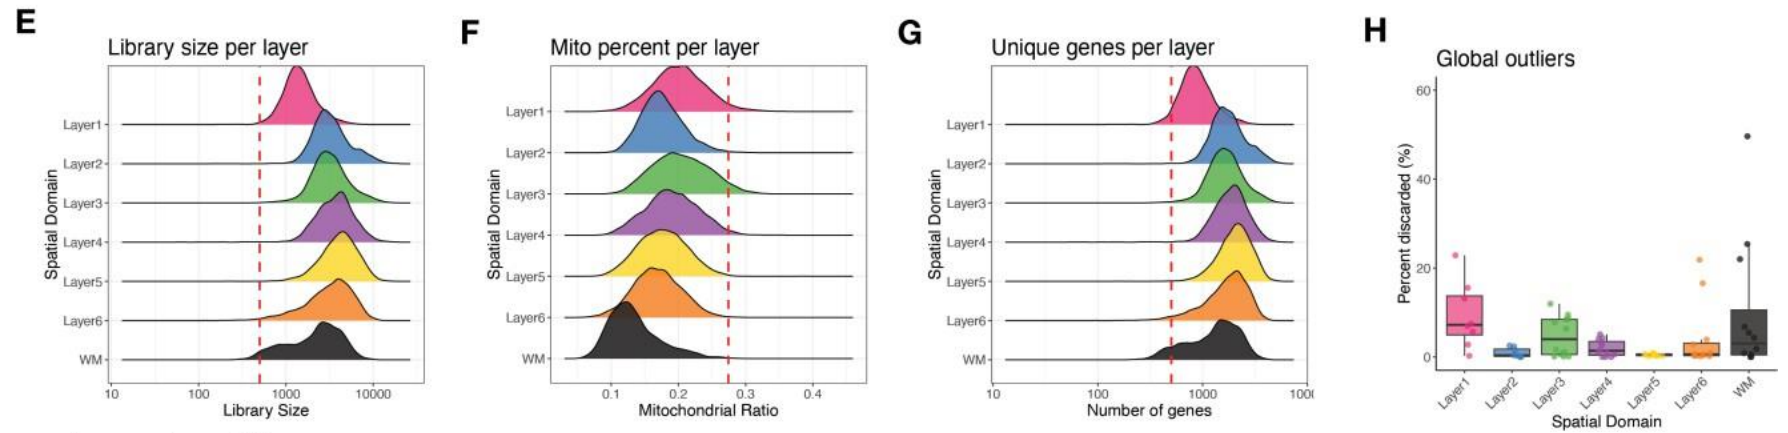 E
Library size per layer
Spatial Domain
Layer1
Layer2
Layer3
Layer4
Layer5
Layer6
WM
10 100 1000 10000
Library Size
F
Mito percent per layer
Spatial Domain
Layer1
Layer2
Layer3
Layer4
Layer5
Layer6
WM
0.1 0.2 0.3 0.4
Mitochondrial Ratio
G
Unique genes per layer
Spatial Domain
Layer1
Layer2
Layer3
Layer4
Layer5
Layer6
WM
10 100 1000
Number of genes
H
Global outliers
Percent discarded (%)
60
40
20
0
Layer1 Layer2 Layer3 Layer4 Layer5 Layer6 WM
Spatial Domain